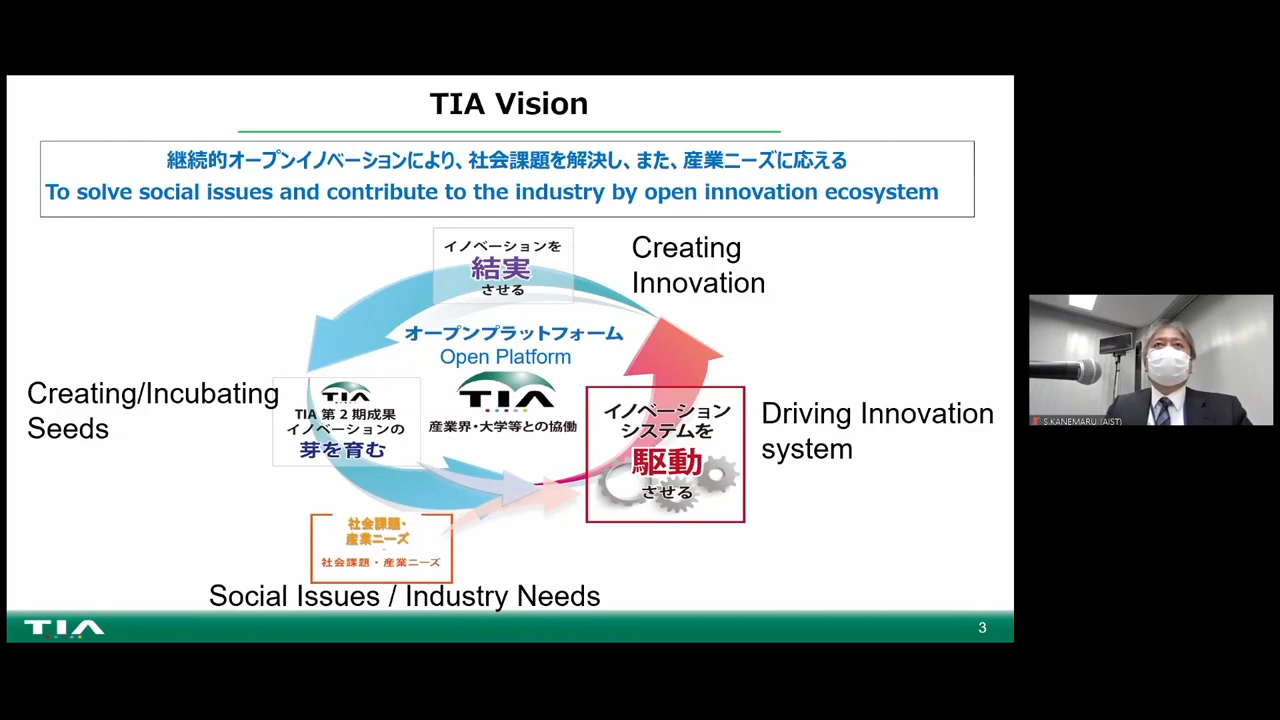 TIA Vision
継続的オープンイノベーションにより、社会課題を解決し、また、産業ニーズに応える
To solve social issues and contribute to the industry by open innovation ecosystem
イノベーションを
結実
させる
Creating
Innovation
オープンプラットフォーム
Open Platform
TIA
産業界・大学等との協働
Creating/Incubating
Seeds
TIA
TIA 第2期成果
イノベーションの
芽を育む
イノベーション
システムを
駆動
させる
Driving Innovation
system
社会課題・
産業ニーズ
社会課題・産業ニーズ
Social Issues / Industry Needs
TIA
3
S.KANEMARU (AIST)